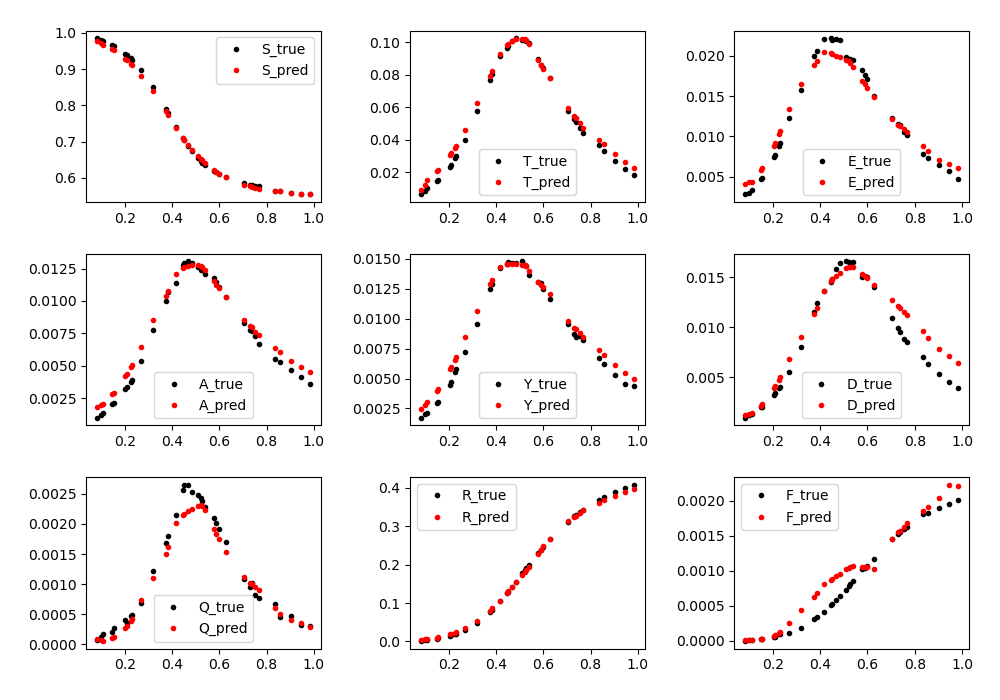 1.0
0.9
0.8
0.7
0.6
S_true
S_pred
0.2 0.4 0.6 0.8 1.0
0.10
0.08
0.06
0.04
0.02
T_true
T_pred
0.2 0.4 0.6 0.8 1.0
0.020
0.015
0.010
0.005
E_true
E_pred
0.2 0.4 0.6 0.8 1.0
0.0125
0.0100
0.0075
0.0050
0.0025
A_true
A_pred
0.2 0.4 0.6 0.8 1.0
0.0150
0.0125
0.0100
0.0075
0.0050
0.0025
Y_true
Y_pred
0.2 0.4 0.6 0.8 1.0
0.015
0.010
0.005
D_true
D_pred
0.2 0.4 0.6 0.8 1.0
0.0025
0.0020
0.0015
0.0010
0.0005
0.0000
Q_true
Q_pred
0.2 0.4 0.6 0.8 1.0
0.4
0.3
0.2
0.1
0.0
R_true
R_pred
0.2 0.4 0.6 0.8 1.0
0.0020
0.0015
0.0010
0.0005
0.0000
F_true
F_pred
0.2 0.4 0.6 0.8 1.0